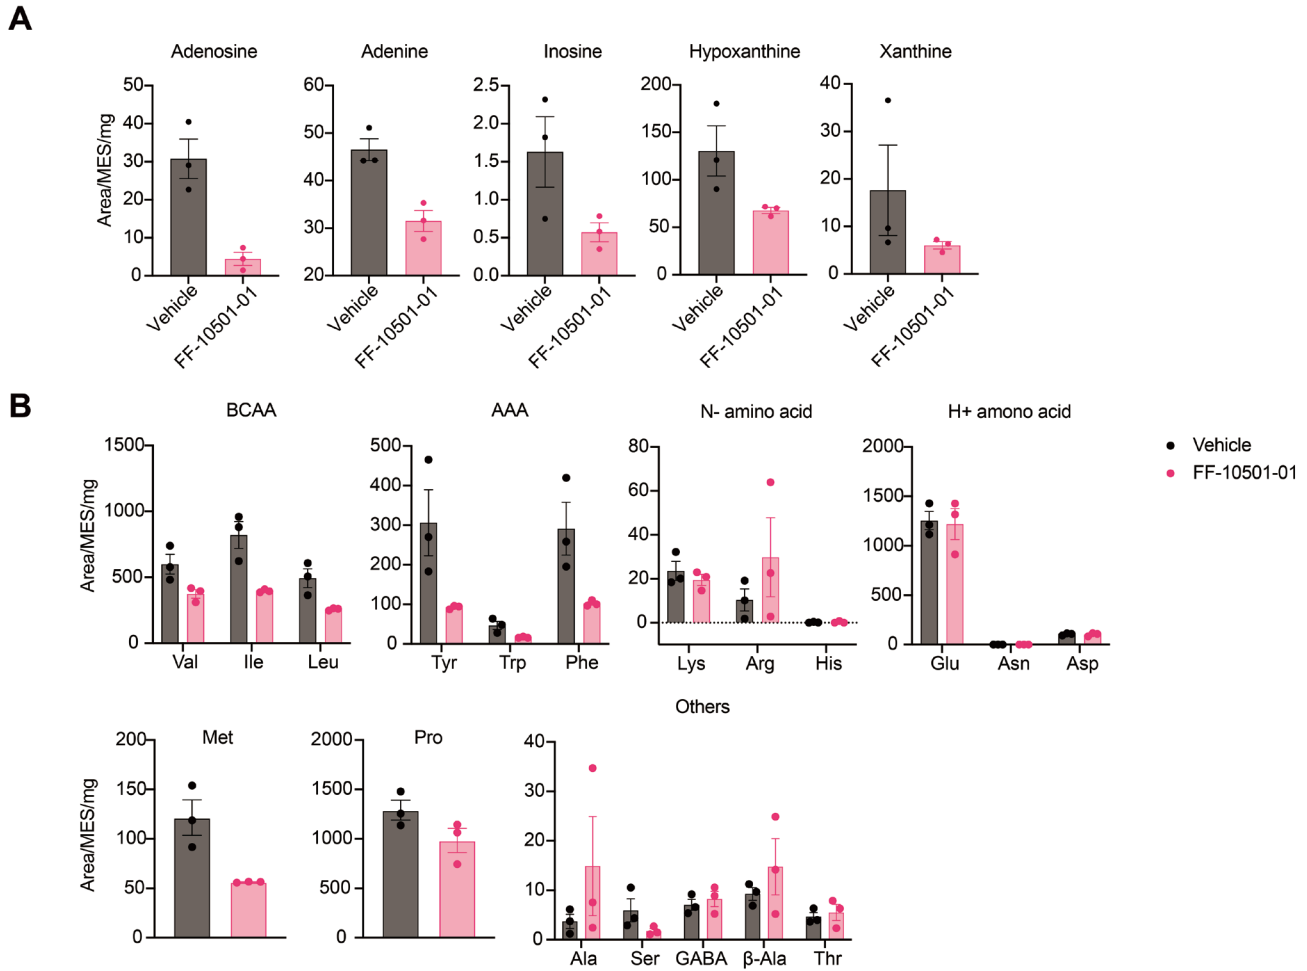 A
Adenosine Adenine Inosine Hypoxanthine Xanthine
Area/MES/mg
50 40 30 20 10 0
60 50 40 30 20
2.5 2.0 1.5 1.0 0.5 0.0
200 150 100 50 0
40 30 20 10 0
Vehicle FF-10501-01 Vehicle FF-10501-01 Vehicle FF-10501-01 Vehicle FF-10501-01 Vehicle FF-10501-01
B
BCAA AAA N- amino acid H+ amono acid
Area/MES/mg
1500 1000 500 0
500 400 300 200 100 0
80 60 40 20 0
2000 1500 1000 500 0
Vehicle
FF-10501-01
Val Ile Leu Tyr Trp Phe Lys Arg His Glu Asn Asp
Met Pro Others
Area/MES/mg
200 150 100 50 0
2000 1500 1000 500 0
40 30 20 10 0
Ala Ser GABA β-Ala Thr